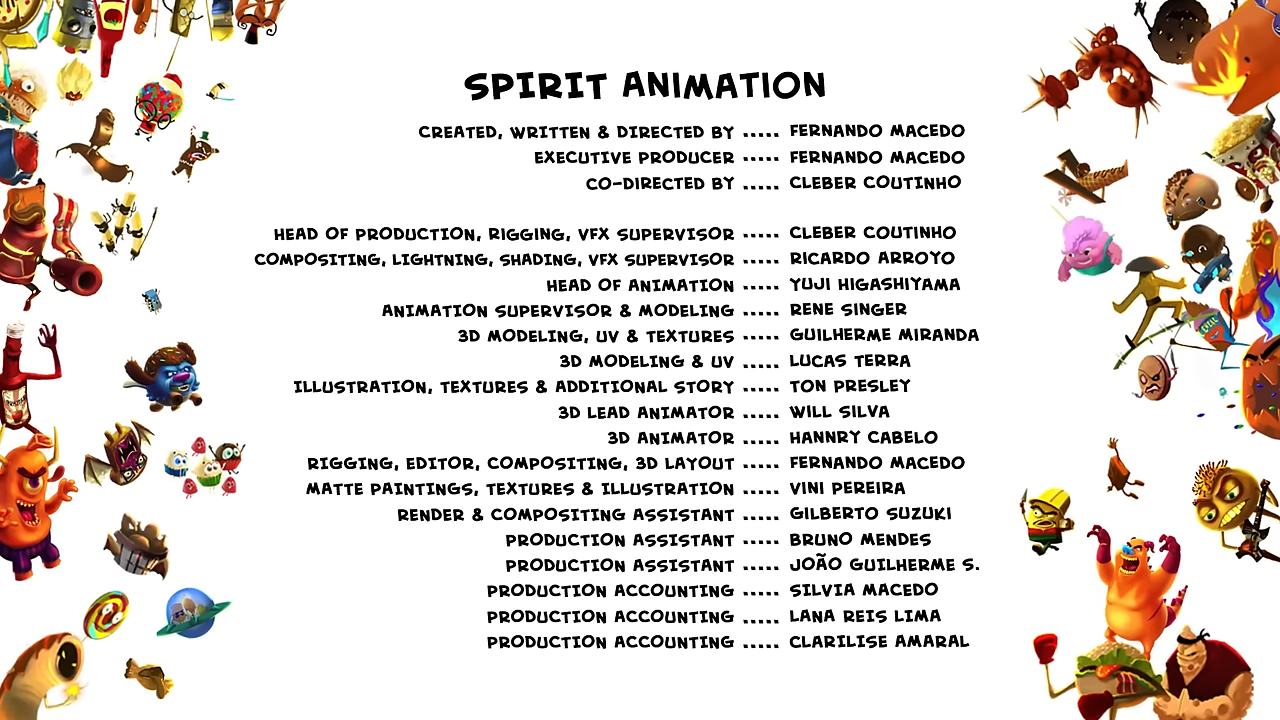 SPIRIT ANIMATION
CREATED, WRITTEN & DIRECTED BY ..... FERNANDO MACEDO
EXECUTIVE PRODUCER ..... FERNANDO MACEDO
CO-DIRECTED BY ..... CLEBER COUTINHO
HEAD OF PRODUCTION, RIGGING, VFX SUPERVISOR ..... CLEBER COUTINHO
COMPOSITING, LIGHTNING, SHADING, VFX SUPERVISOR ..... RICARDO ARROYO
HEAD OF ANIMATION ..... YUJI HIGASHIYAMA
ANIMATION SUPERVISOR & MODELING ..... RENE SINGER
3D MODELING, UV & TEXTURES ..... GUILHERME MIRANDA
3D MODELING & UV ..... LUCAS TERRA
ILLUSTRATION, TEXTURES & ADDITIONAL STORY ..... TON PRESLEY
3D LEAD ANIMATOR ..... WILL SILVA
3D ANIMATOR ..... HANNRY CABELO
RIGGING, EDITOR, COMPOSITING, 3D LAYOUT ..... FERNANDO MACEDO
MATTE PAINTINGS, TEXTURES & ILLUSTRATION ..... VINI PEREIRA
RENDER & COMPOSITING ASSISTANT ..... GILBERTO SUZUKI
PRODUCTION ASSISTANT ..... BRUNO MENDES
PRODUCTION ASSISTANT ..... JOÃO GUILHERME S.
PRODUCTION ACCOUNTING ..... SILVIA MACEDO
PRODUCTION ACCOUNTING ..... LANA REIS LIMA
PRODUCTION ACCOUNTING ..... CLARILISE AMARAL